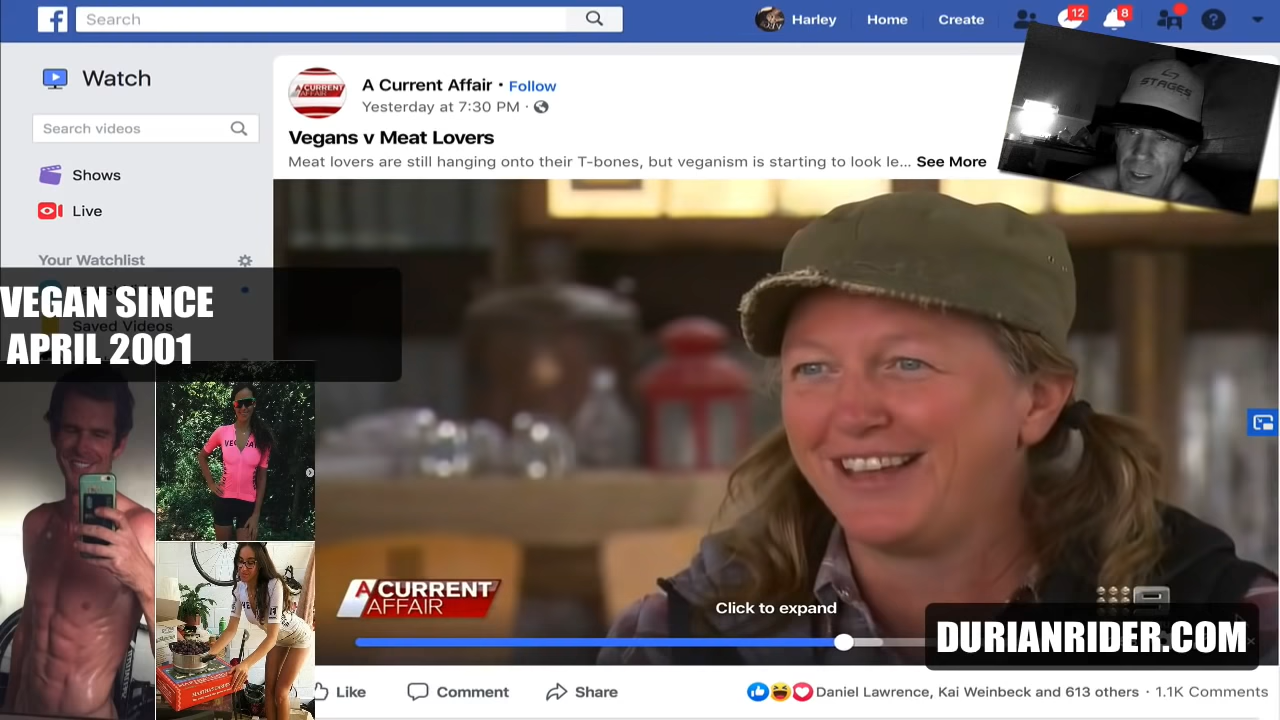 Search
Harley
Home
Create
12
8
STAGES
Watch
Search videos
Shows
Live
Your Watchlist
Saved Videos
A Current Affair · Follow
Yesterday at 7:30 PM ·
Vegans v Meat Lovers
Meat lovers are still hanging onto their T-bones, but veganism is starting to look le... See More
VEGAN SINCE
APRIL 2001
A CURRENT
AFFAIR
Click to expand
DURIANRIDER.COM
Like
Comment
Share
Daniel Lawrence, Kai Weinbeck and 613 others · 1.1K Comments